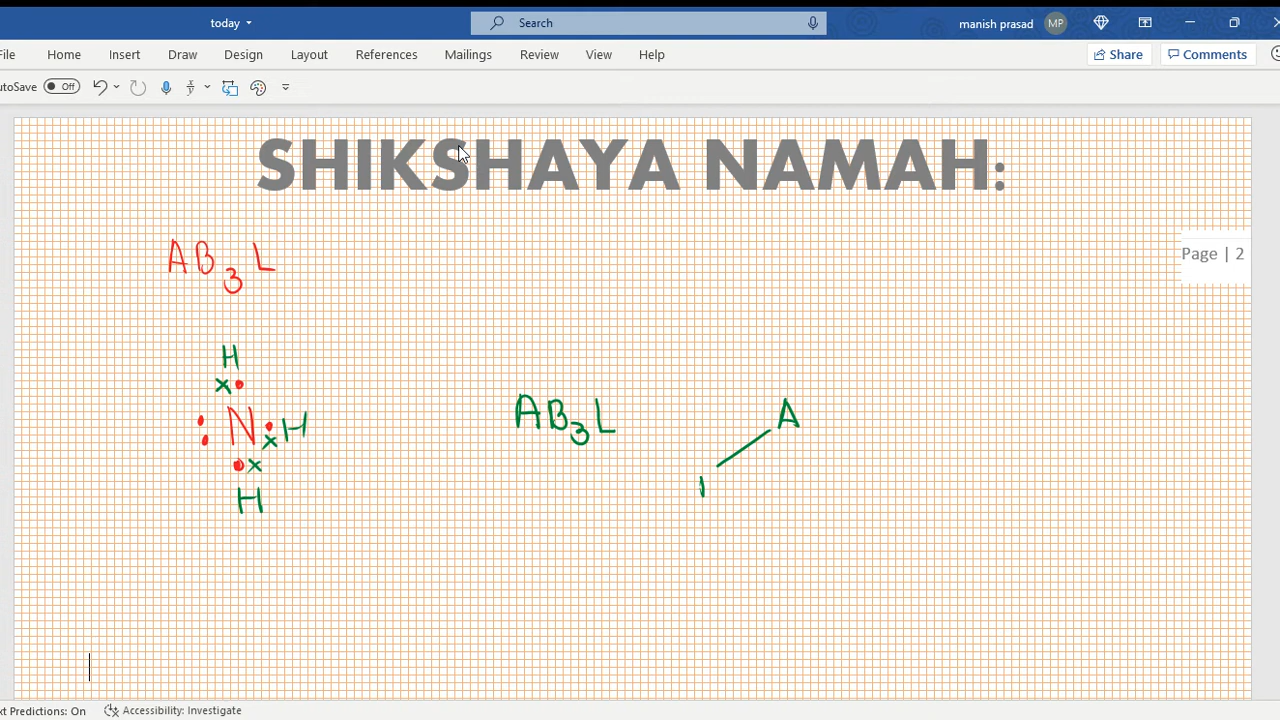 today
Search
manish prasad MP
File Home Insert Draw Design Layout References Mailings Review View Help Share Comments
AutoSave Off
SHIKSHAYA NAMAH:
AB3L
Page | 2
H
x
AB3L A
N H
x
x
H
Text Predictions: On Accessibility: Investigate